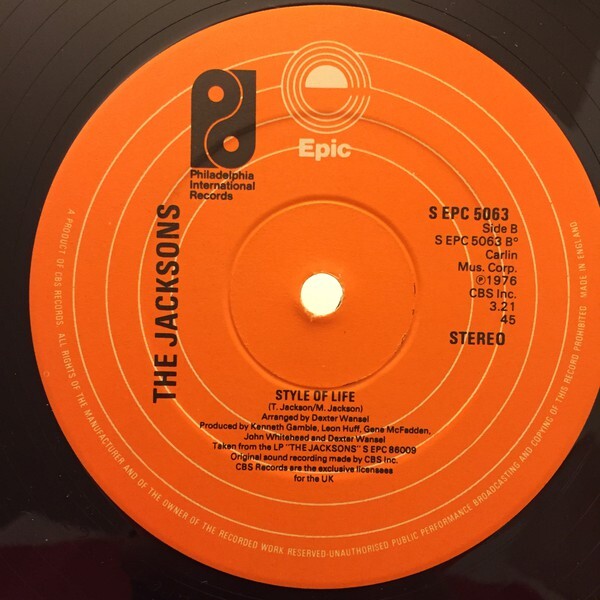 Epic
Philadelphia
International
Records
THE JACKSONS
S EPC 5063
Side B
S EPC 5063 B°
Carlin
Mus. Corp.
℗1976
CBS Inc.
3.21
45
STEREO
STYLE OF LIFE
(T. Jackson/M. Jackson)
Arranged by Dexter Wansel
Produced by Kenneth Gamble, Leon Huff, Gene McFadden,
John Whitehead and Dexter Wansel
Taken from the LP "THE JACKSONS" S EPC 86009
Original sound recording made by CBS Inc.
CBS Records are the exclusive licensees
for the UK
A PRODUCT OF CBS RECORDS. ALL RIGHTS OF THE MANUFACTURER AND OF THE OWNER OF THE RECORDED WORK RESERVED·UNAUTHORISED PUBLIC PERFORMANCE BROADCASTING AND COPYING OF THIS RECORD PROHIBITED. MADE IN ENGLAND